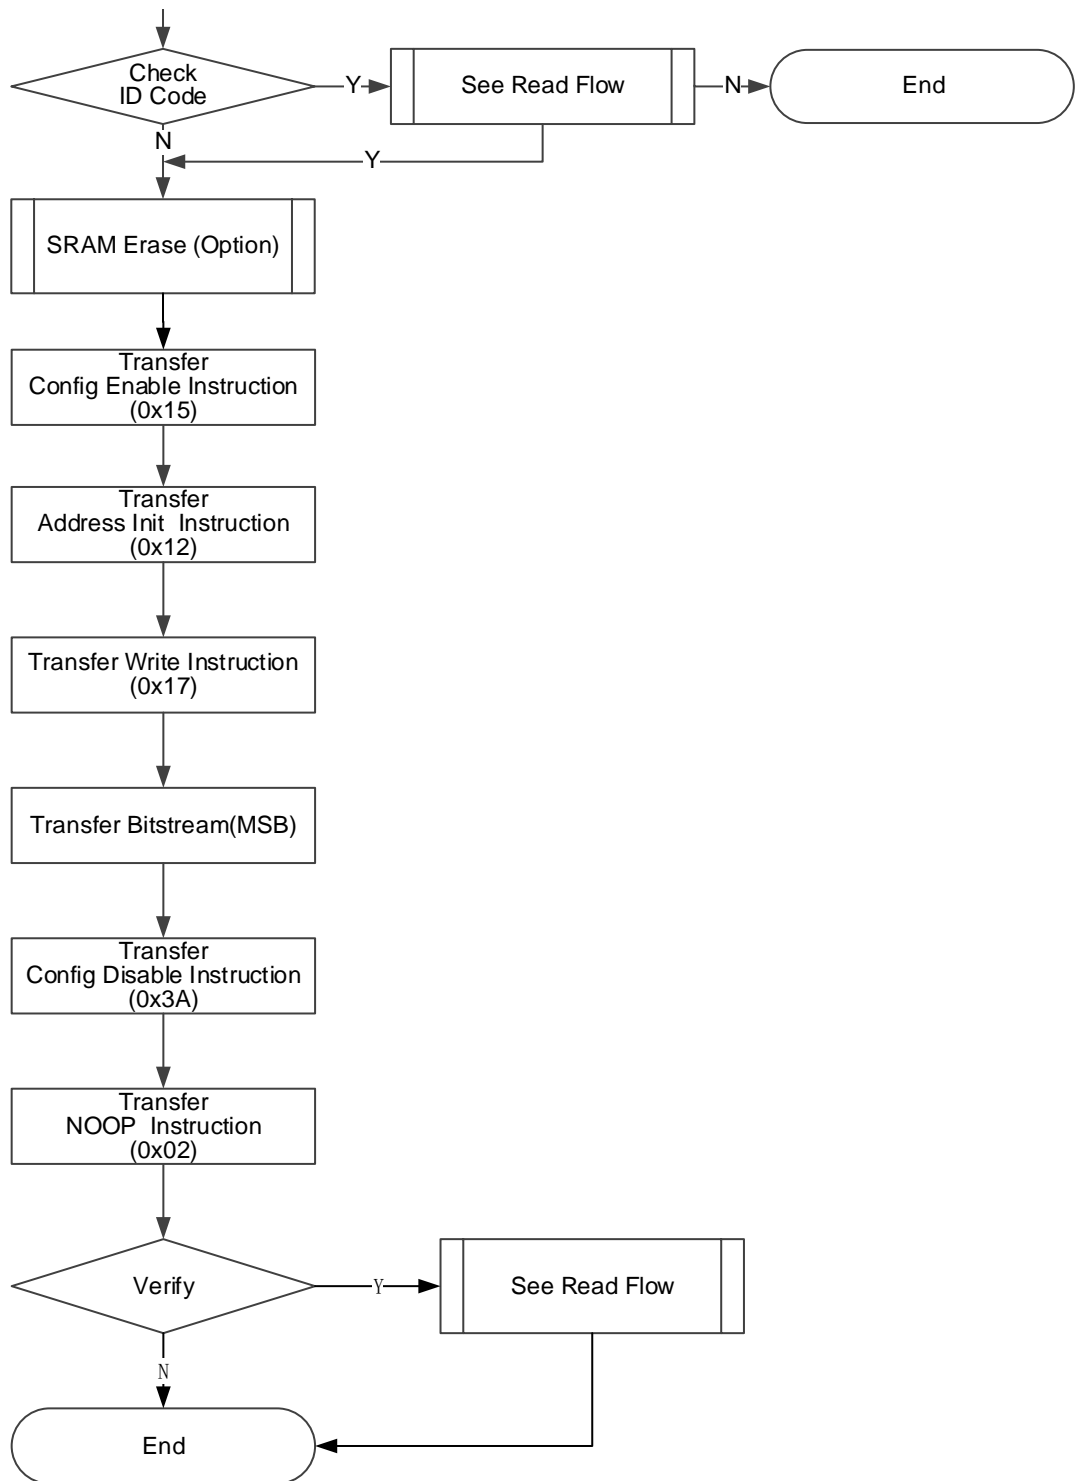 Check
ID Code
Y
See Read Flow
N
End
N
Y
SRAM Erase (Option)
Transfer
Config Enable Instruction
(0x15)
Transfer
Address Init  Instruction
(0x12)
Transfer Write Instruction
(0x17)
Transfer Bitstream(MSB)
Transfer
Config Disable Instruction
(0x3A)
Transfer
NOOP  Instruction
(0x02)
Verify
Y
See Read Flow
N
End